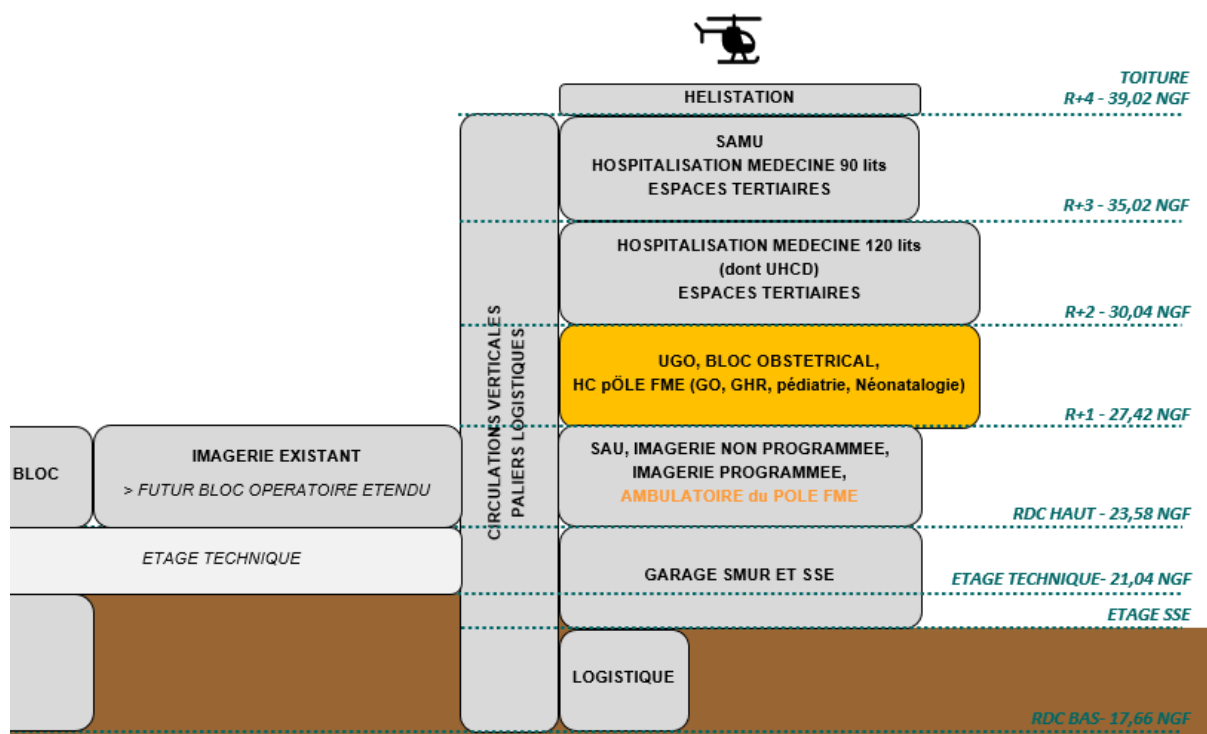 TOITURE
R+4 - 39,02 NGF
HELISTATION
SAMU
HOSPITALISATION MEDECINE 90 lits
ESPACES TERTIAIRES
R+3 - 35,02 NGF
HOSPITALISATION MEDECINE 120 lits
(dont UHCD)
ESPACES TERTIAIRES
R+2 - 30,04 NGF
CIRCULATIONS VERTICALES
PALIERS LOGISTIQUES
UGO, BLOC OBSTETRICAL,
HC pÖLE FME (GO, GHR, pédiatrie, Néonatalogie)
R+1 - 27,42 NGF
BLOC
IMAGERIE EXISTANT
> FUTUR BLOC OPERATOIRE ETENDU
SAU, IMAGERIE NON PROGRAMMEE,
IMAGERIE PROGRAMMEE,
AMBULATOIRE du POLE FME
RDC HAUT - 23,58 NGF
ETAGE TECHNIQUE
GARAGE SMUR ET SSE
ETAGE TECHNIQUE- 21,04 NGF
ETAGE SSE
LOGISTIQUE
RDC BAS- 17,66 NGF